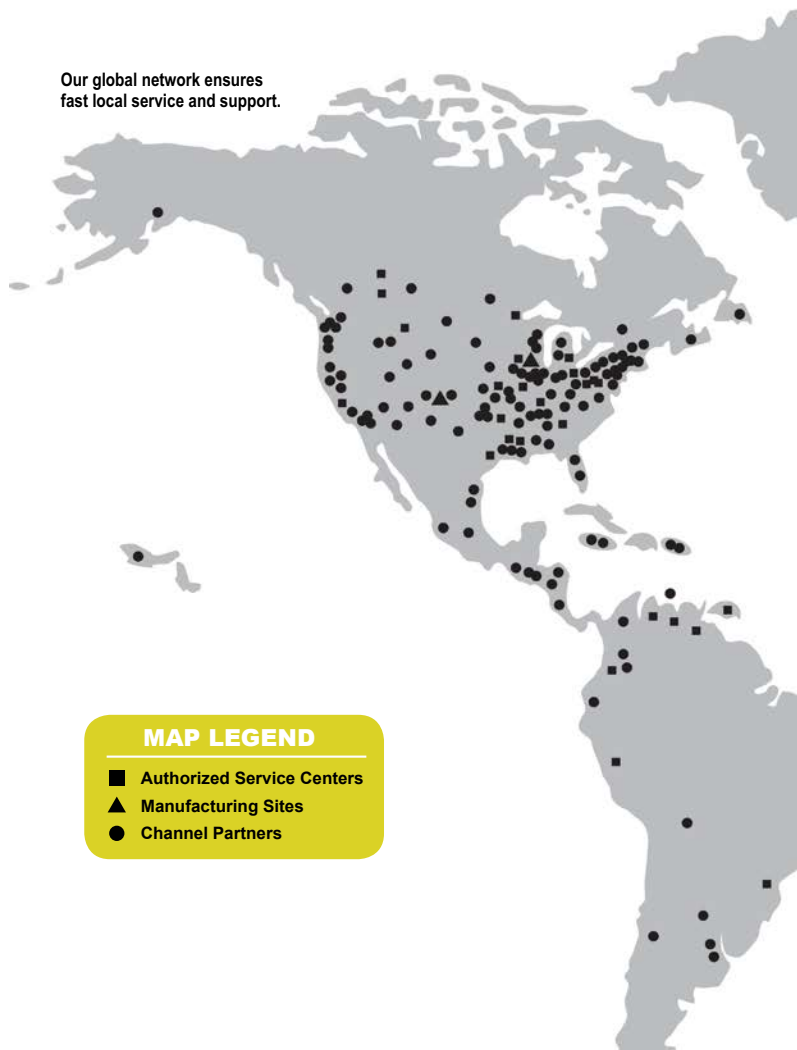 Our global network ensures
fast local service and support.
MAP LEGEND
Authorized Service Centers
Manufacturing Sites
Channel Partners